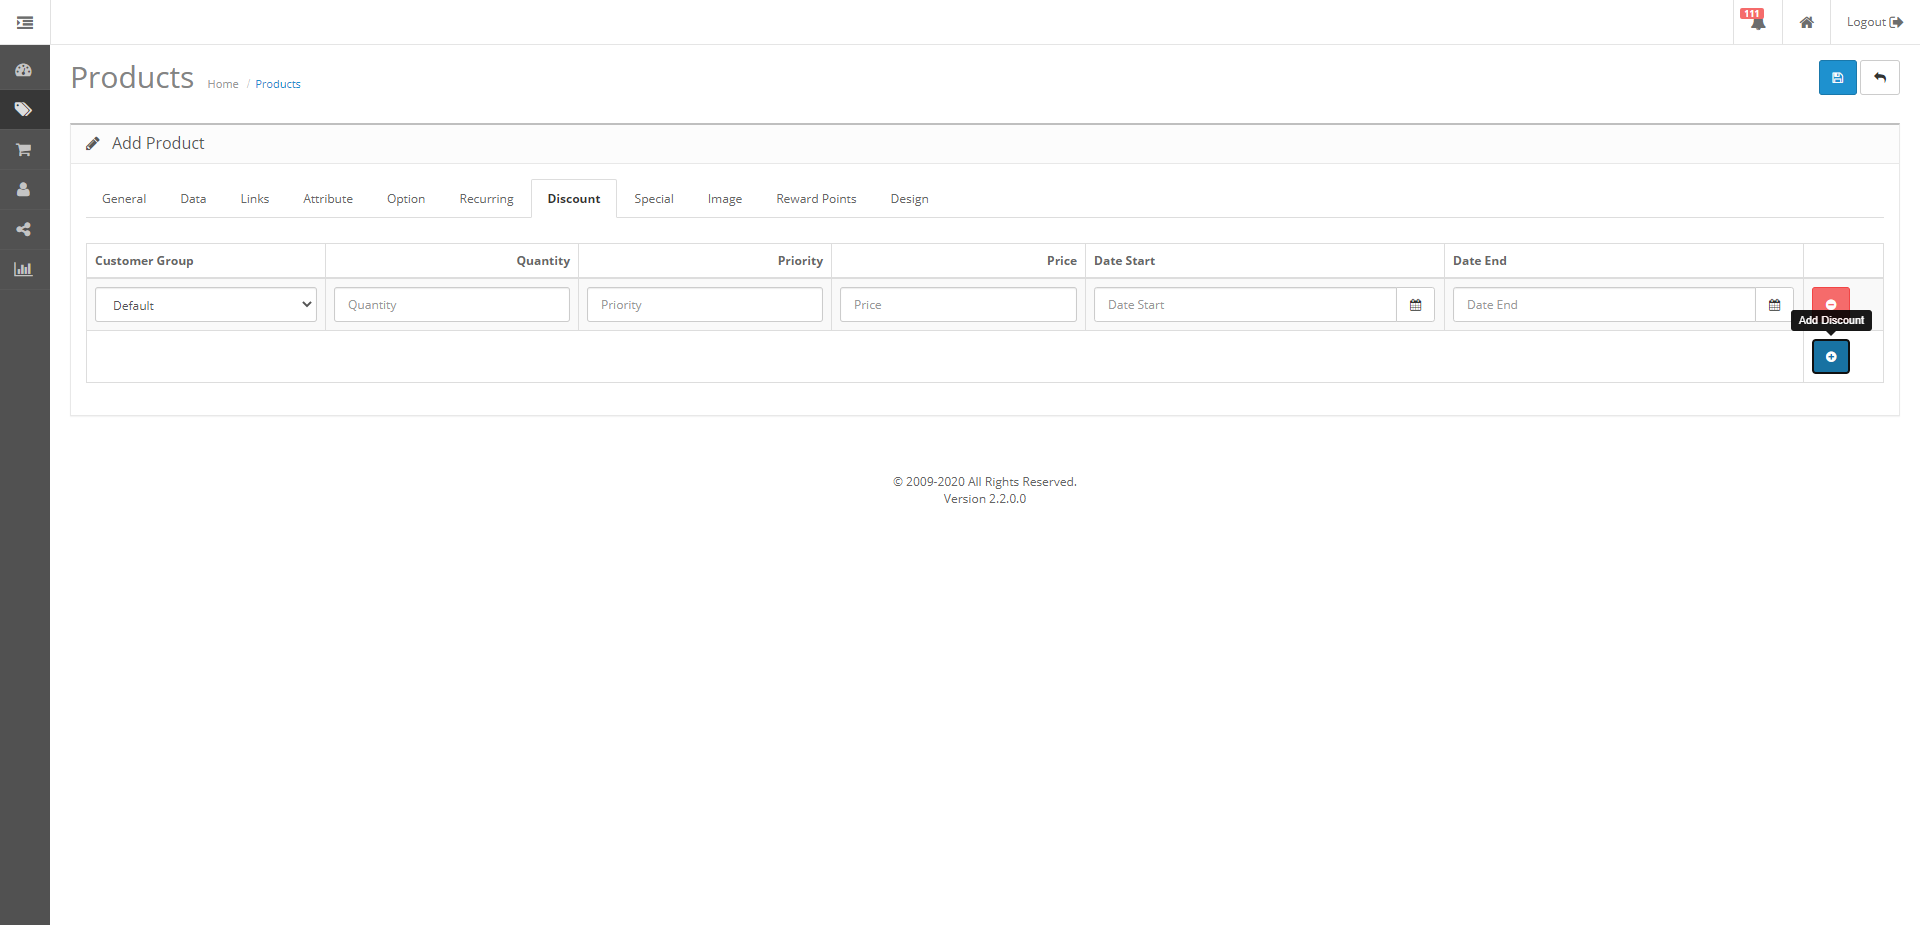 111
Logout
Products Home / Products
Add Product
General Data Links Attribute Option Recurring Discount Special Image Reward Points Design
Customer Group Quantity Priority Price Date Start Date End
Default Quantity Priority Price Date Start Date End
Add Discount
© 2009-2020 All Rights Reserved.
Version 2.2.0.0